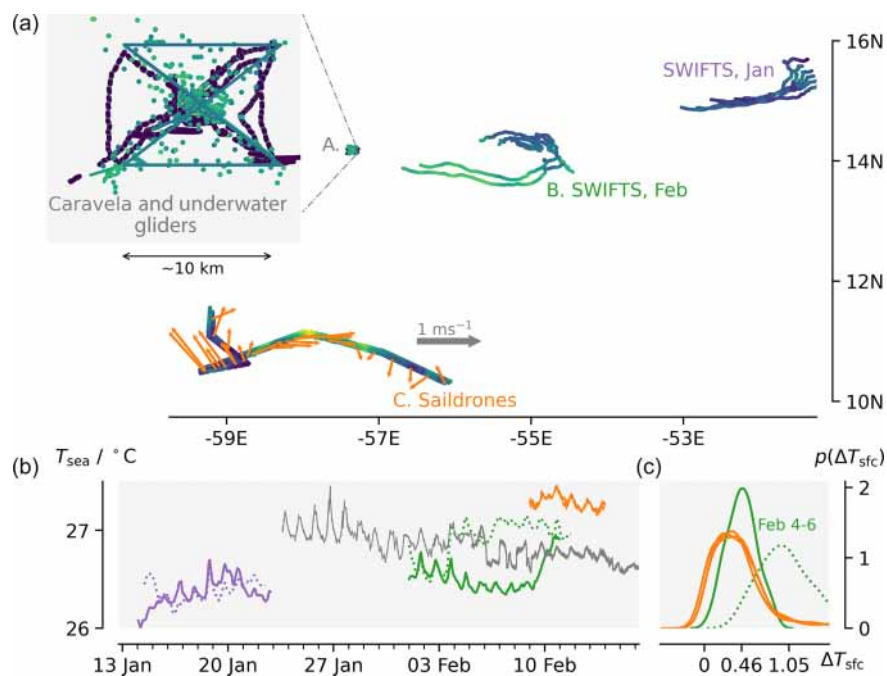 (a)
16N
SWIFTS, Jan
A.
14N
B. SWIFTS, Feb
Caravela and underwater
gliders
~10 km
12N
1 ms⁻¹
C. Saildrones
10N
-59E -57E -55E -53E
(b) T_sea / °C (c) p(ΔT_sfc)
27
26
Feb 4-6
2
1
0
13 Jan 20 Jan 27 Jan 03 Feb 10 Feb
0 0.46 1.05 ΔT_sfc